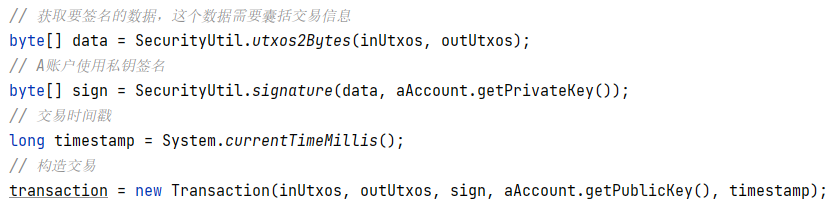 // 获取要签名的数据，这个数据需要囊括交易信息
byte[] data = SecurityUtil.utxos2Bytes(inUtxos, outUtxos);
// A账户使用私钥签名
byte[] sign = SecurityUtil.signature(data, aAccount.getPrivateKey());
// 交易时间戳
long timestamp = System.currentTimeMillis();
// 构造交易
transaction = new Transaction(inUtxos, outUtxos, sign, aAccount.getPublicKey(), timestamp);